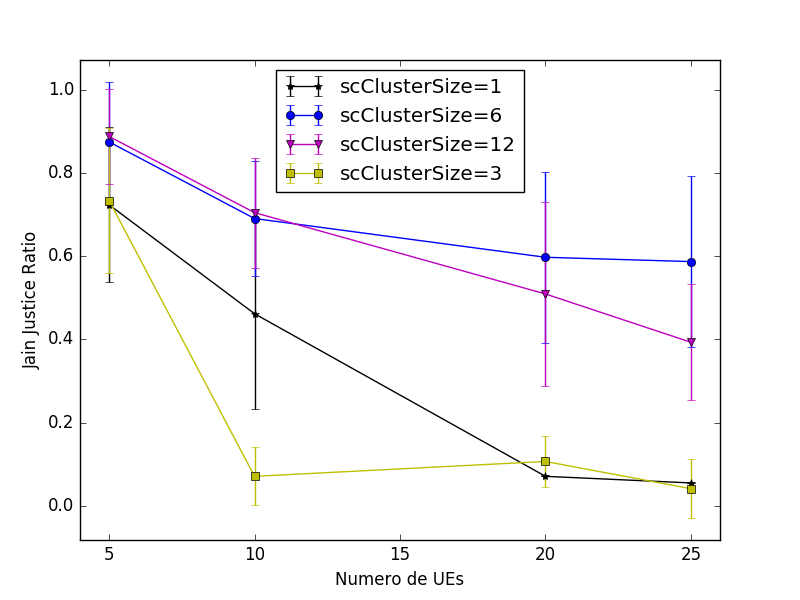 scClusterSize=1
scClusterSize=6
scClusterSize=12
scClusterSize=3
1.0
0.8
0.6
0.4
0.2
0.0
Jain Justice Ratio
5 10 15 20 25
Numero de UEs